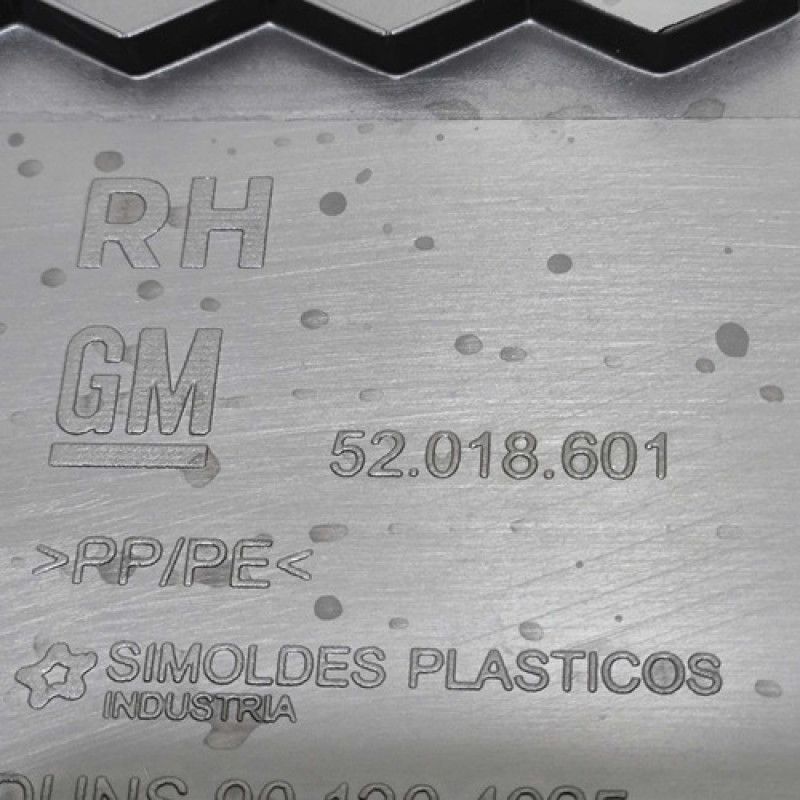 RH
GM
52.018.601
>PP/PE<
SIMOLDES PLASTICOS
INDUSTRIA